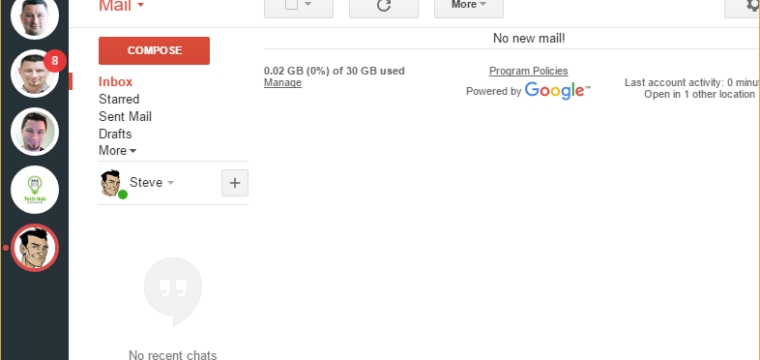 Mail
More
8
COMPOSE
Inbox
Starred
Sent Mail
Drafts
More
Steve
No recent chats
No new mail!
0.02 GB (0%) of 30 GB used
Manage
Program Policies
Powered by Google™
Last account activity: 0 minut
Open in 1 other location
Tech Hub